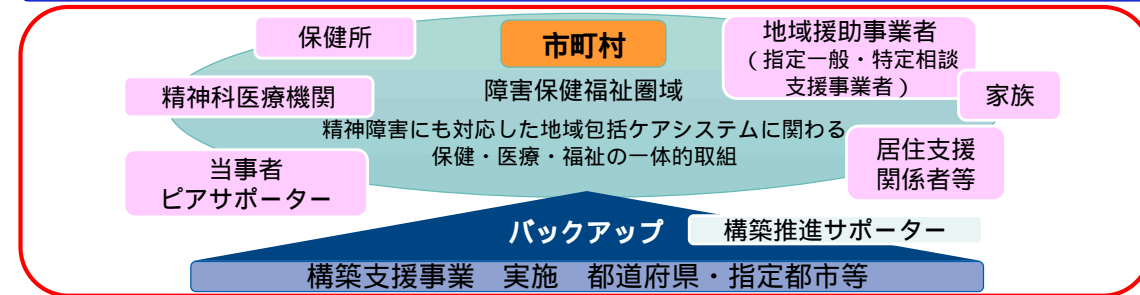 保健所
市町村
地域援助事業者
（指定一般・特定相談
支援事業者）
精神科医療機関
障害保健福祉圏域
家族
精神障害にも対応した地域包括ケアシステムに関わる
保健・医療・福祉の一体的取組
当事者
ピアサポーター
居住支援
関係者等
バックアップ
構築推進サポーター
構築支援事業　実施　都道府県・指定都市等